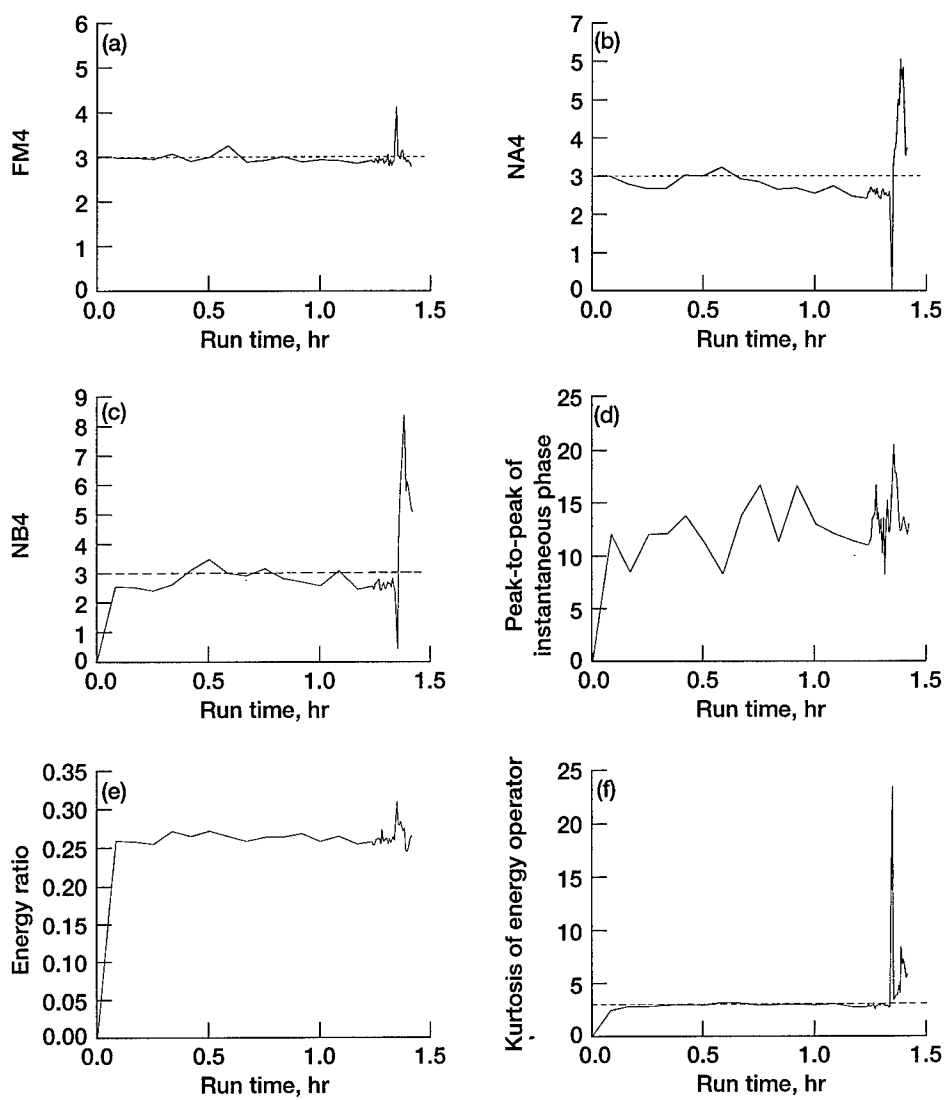 (a)
FM4
6
5
4
3
2
1
0
0.0 0.5 1.0 1.5
Run time, hr
(b)
NA4
7
5
5
3
3
2
1
0
0.0 0.5 1.0 1.5
Run time, hr
(c)
NB4
9
8
7
6
5
4
3
2
1
0
0.0 0.5 1.0 1.5
Run time, hr
(d)
Peak-to-peak of
instantaneous phase
25
20
15
10
5
0
0.0 0.5 1.0 1.5
Run time, hr
(e)
Energy ratio
0.35
0.30
0.25
0.20
0.15
0.10
0.05
0.00
0.0 0.5 1.0 1.5
Run time, hr
(f)
Kurtosis of energy operator
25
20
15
10
5
0
0.0 0.5 1.0 1.5
Run time, hr